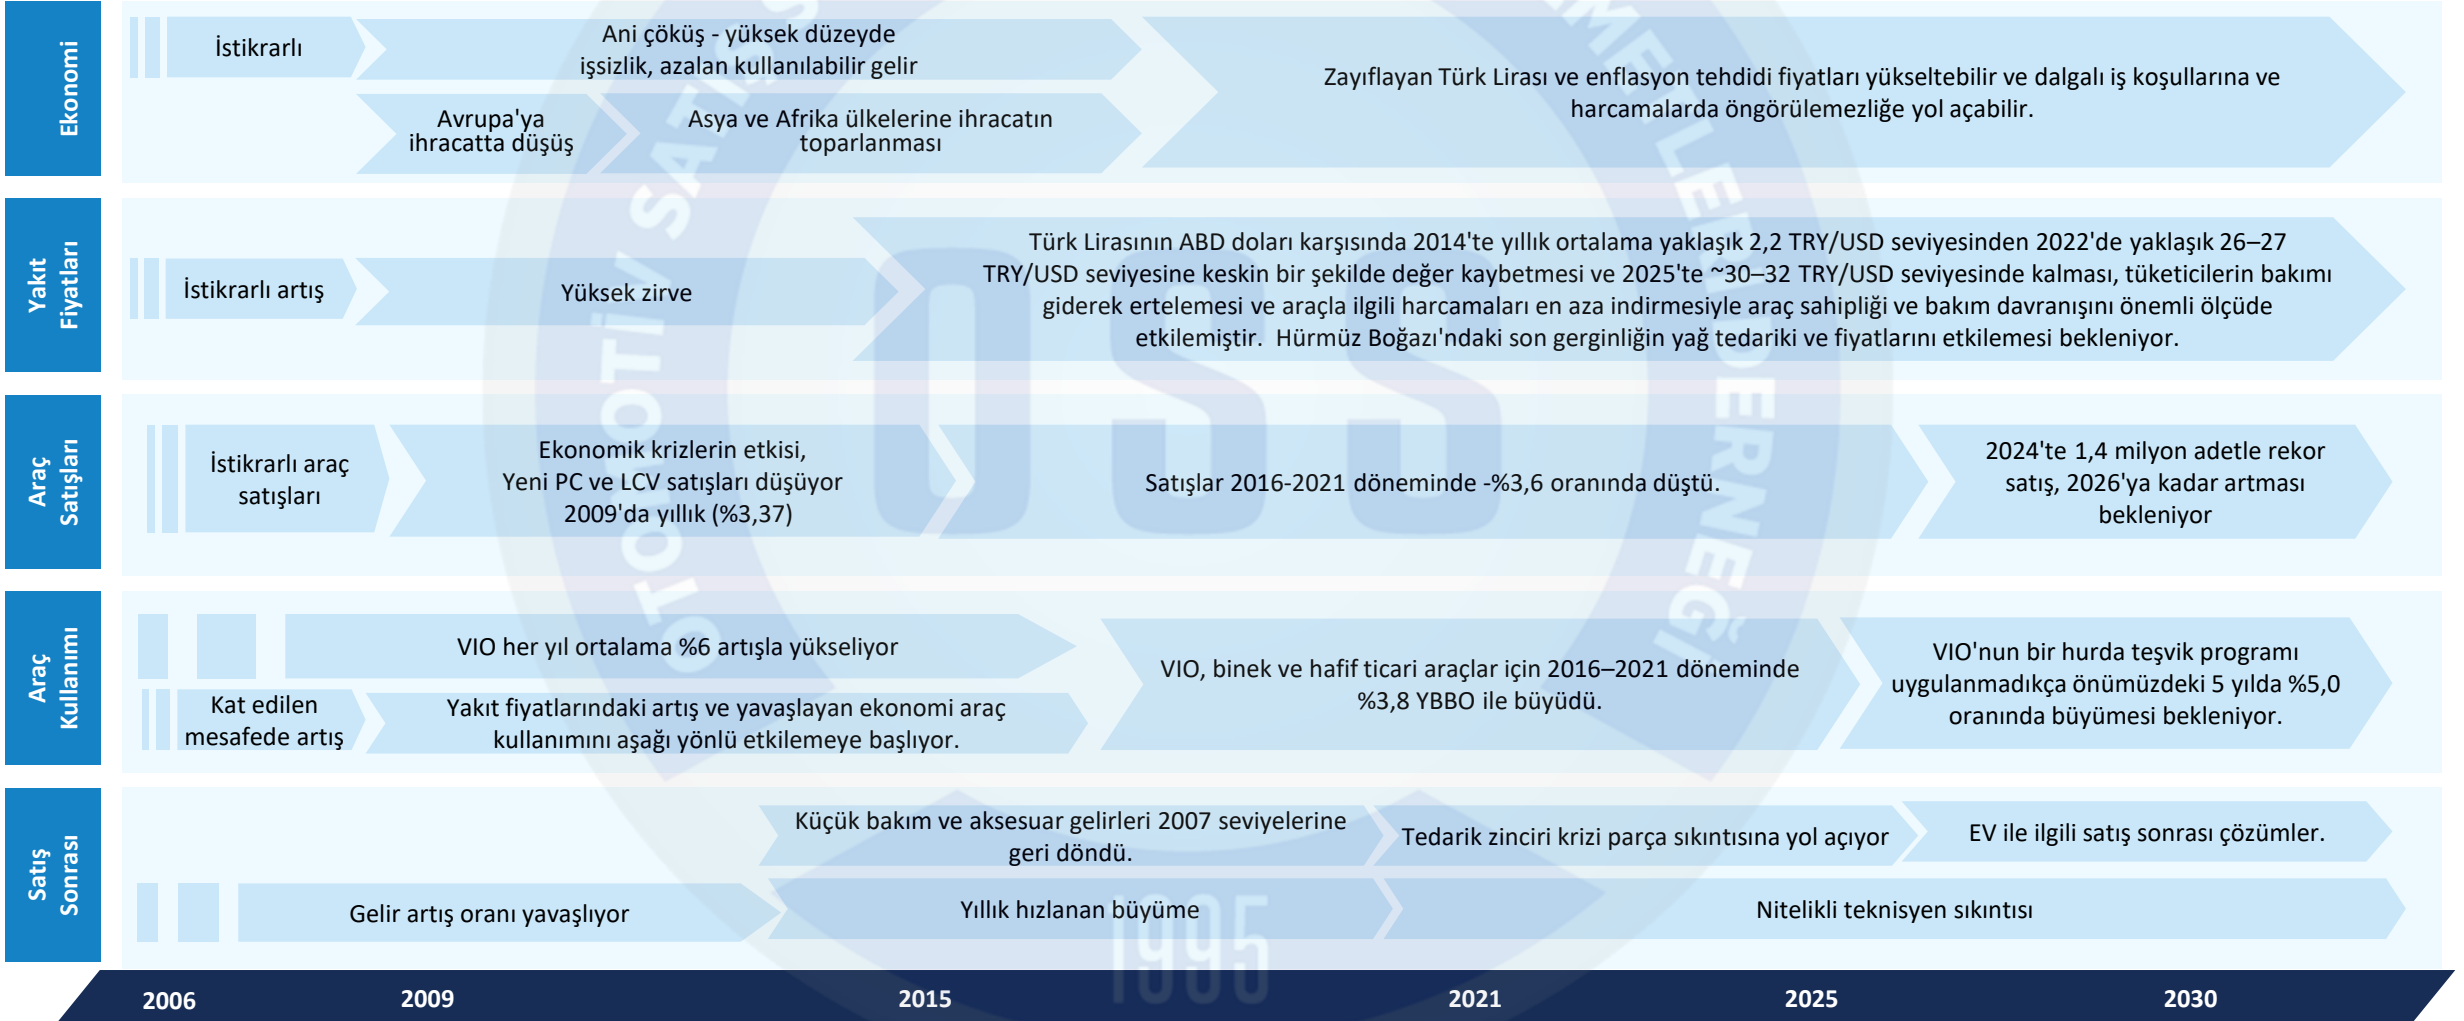 Ekonomi
İstikrarlı
Ani çöküş - yüksek düzeyde
işsizlik, azalan kullanılabilir gelir
Avrupa'ya
ihracatta düşüş
Asya ve Afrika ülkelerine ihracatın
toparlanması
Zayıflayan Türk Lirası ve enflasyon tehdidi fiyatları yükseltebilir ve dalgalı iş koşullarına ve
harcamalarda öngörülemezliğe yol açabilir.
Yakıt
Fiyatları
İstikrarlı artış
Yüksek zirve
Türk Lirasının ABD doları karşısında 2014'te yıllık ortalama yaklaşık 2,2 TRY/USD seviyesinden 2022'de yaklaşık 26–27
TRY/USD seviyesine keskin bir şekilde değer kaybetmesi ve 2025'te ~30–32 TRY/USD seviyesinde kalması, tüketicilerin bakımı
giderek ertelemesi ve araçla ilgili harcamaları en aza indirmesiyle araç sahipliği ve bakım davranışını önemli ölçüde
etkilemiştir. Hürmüz Boğazı'ndaki son gerginliğin yağ tedariki ve fiyatlarını etkilemesi bekleniyor.
Araç
Satışları
İstikrarlı araç
satışları
Ekonomik krizlerin etkisi,
Yeni PC ve LCV satışları düşüyor
2009'da yıllık (%3,37)
Satışlar 2016-2021 döneminde -%3,6 oranında düştü.
2024'te 1,4 milyon adetle rekor
satış, 2026'ya kadar artması
bekleniyor
Araç
Kullanımı
VIO her yıl ortalama %6 artışla yükseliyor
Kat edilen
mesafede artış
Yakıt fiyatlarındaki artış ve yavaşlayan ekonomi araç
kullanımını aşağı yönlü etkilemeye başlıyor.
VIO, binek ve hafif ticari araçlar için 2016–2021 döneminde
%3,8 YBBO ile büyüdü.
VIO'nun bir hurda teşvik programı
uygulanmadıkça önümüzdeki 5 yılda %5,0
oranında büyümesi bekleniyor.
Satış
Sonrası
Küçük bakım ve aksesuar gelirleri 2007 seviyelerine
geri döndü.
Tedarik zinciri krizi parça sıkıntısına yol açıyor
EV ile ilgili satış sonrası çözümler.
Gelir artış oranı yavaşlıyor
Yıllık hızlanan büyüme
Nitelikli teknisyen sıkıntısı
2006
2009
2015
2021
2025
2030
OSS
1995